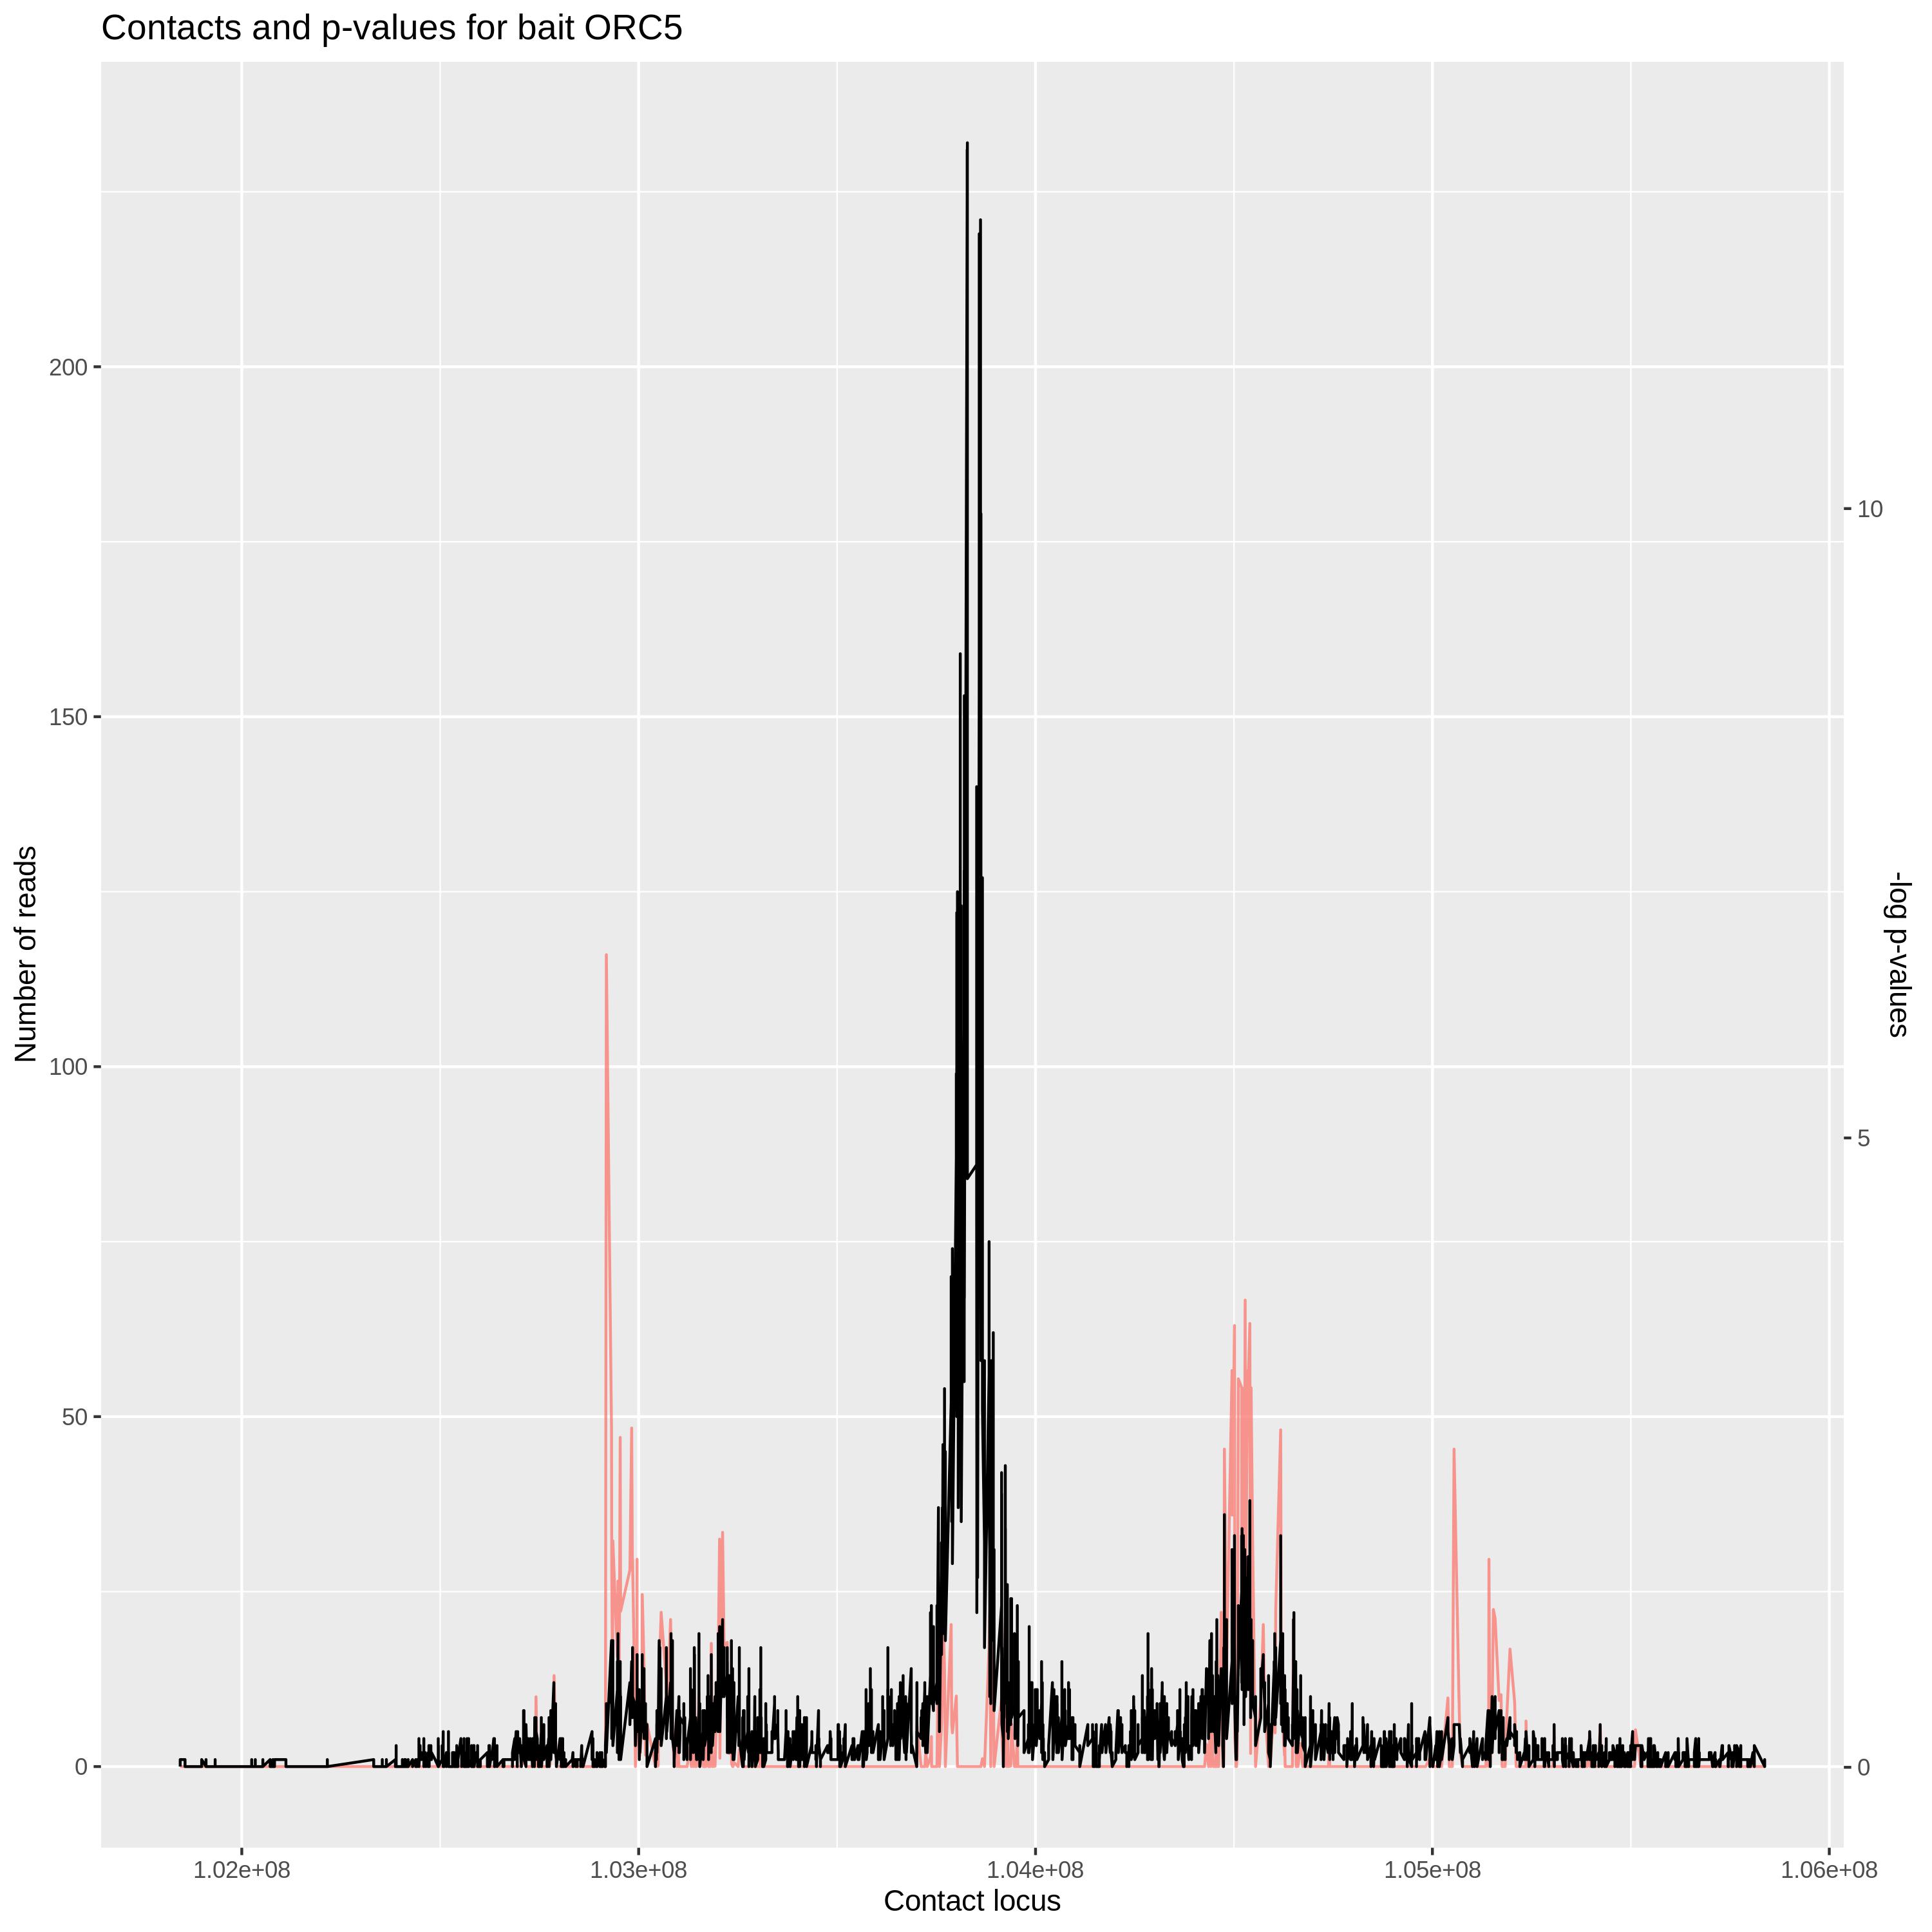 Contacts and p-values for bait ORC5
200
150
100
50
0
Number of reads
10
5
0
-log p-values
1.02e+08
1.03e+08
1.04e+08
1.05e+08
1.06e+08
Contact locus